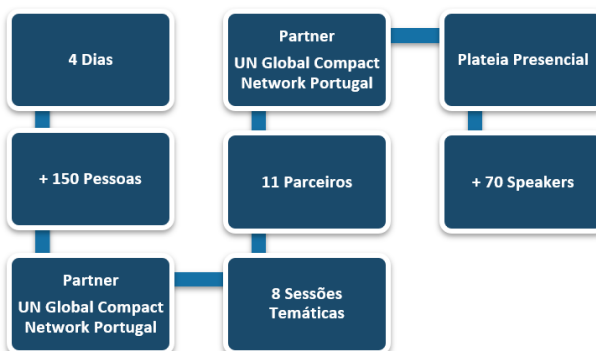 4 Dias
+ 150 Pessoas
Partner
UN Global Compact
Network Portugal
8 Sessões
Temáticas
11 Parceiros
Partner
UN Global Compact
Network Portugal
Plateia Presencial
+ 70 Speakers